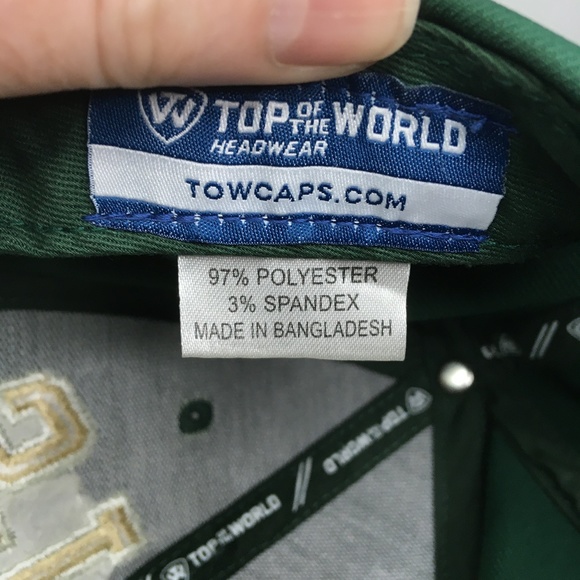 TOP OF THE WORLD
HEADWEAR
TOWCAPS.COM
97% POLYESTER
3% SPANDEX
MADE IN BANGLADESH
TOP OF THE WORLD // TOP OF THE WORLD